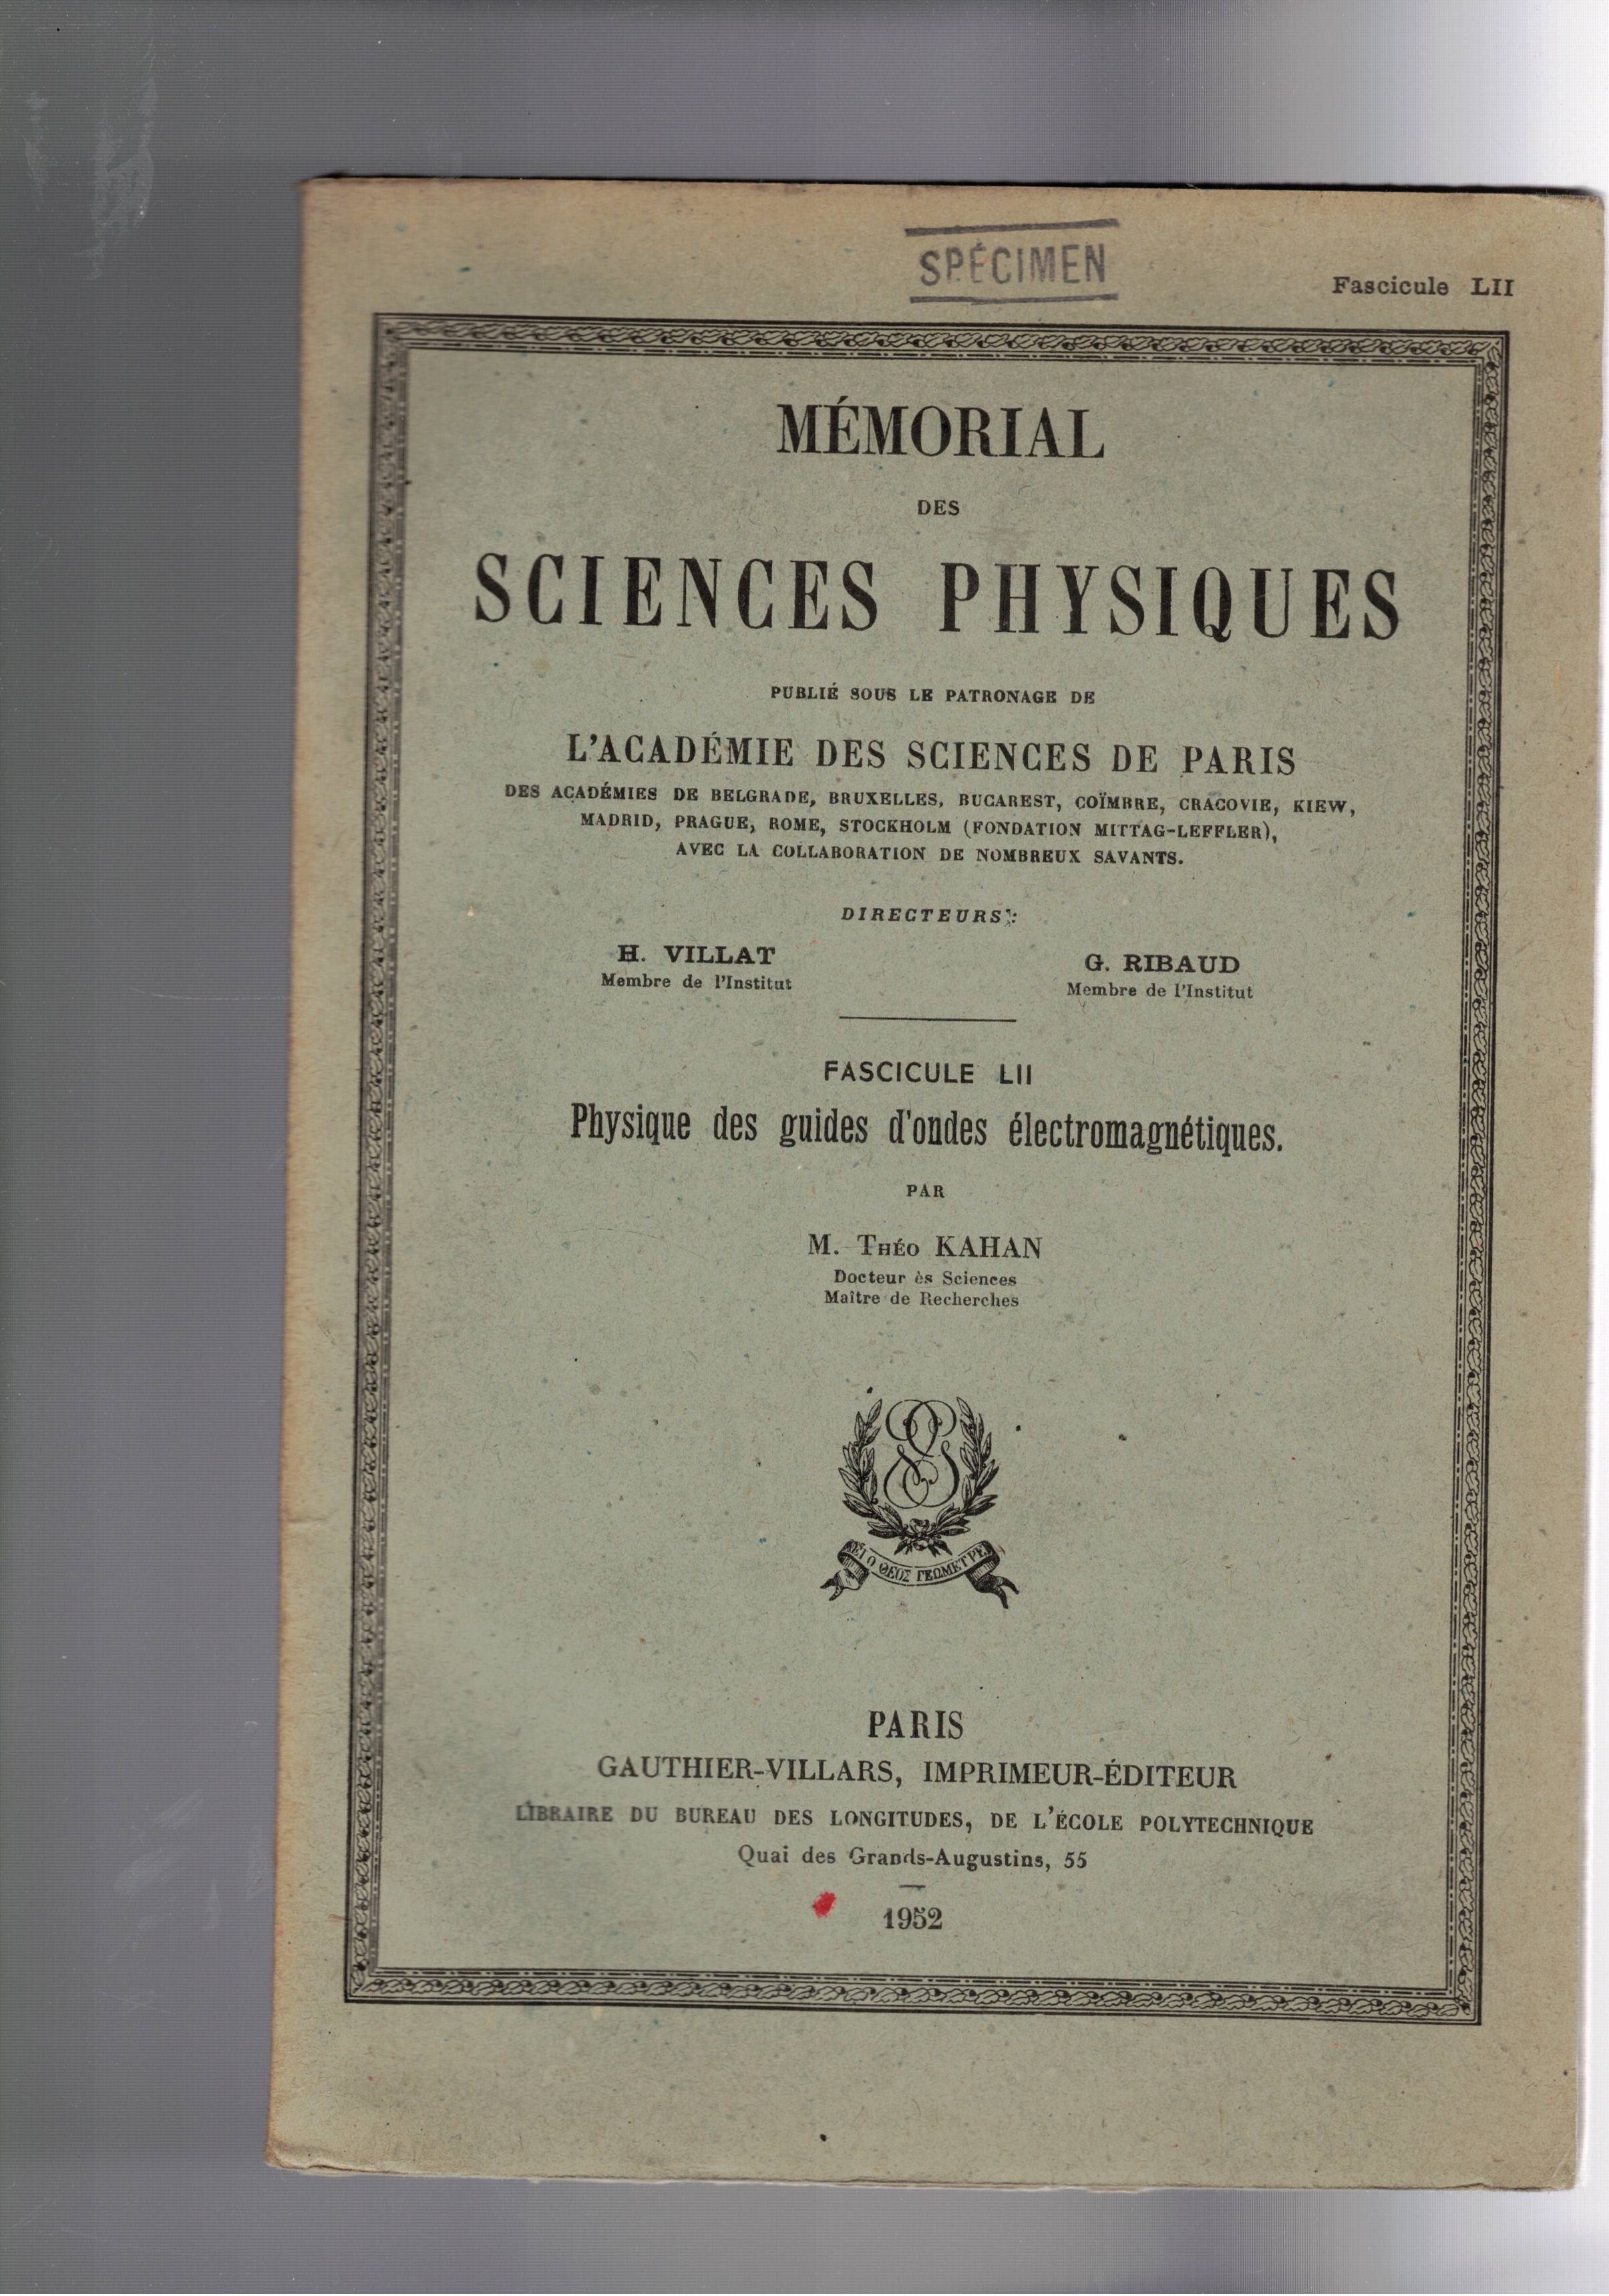 SPÉCIMEN
Fascicule LII
MÉMORIAL
DES
SCIENCES PHYSIQUES
PUBLIÉ SOUS LE PATRONAGE DE
L'ACADÉMIE DES SCIENCES DE PARIS
DES ACADÉMIES DE BELGRADE, BRUXELLES, BUCAREST, COÏMBRE, CRACOVIE, KIEW,
MADRID, PRAGUE, ROME, STOCKHOLM (FONDATION MITTAG-LEFFLER),
AVEC LA COLLABORATION DE NOMBREUX SAVANTS.
DIRECTEURS :
H. VILLAT G. RIBAUD
Membre de l'Institut Membre de l'Institut
FASCICULE LII
Physique des guides d'ondes électromagnétiques.
PAR
M. Théo KAHAN
Docteur ès Sciences
Maître de Recherches
ΑΕΙ Ο ΘΕΟΣ ΓΕΩΜΕΤΡΕΙ
PARIS
GAUTHIER-VILLARS, IMPRIMEUR-ÉDITEUR
LIBRAIRE DU BUREAU DES LONGITUDES, DE L'ÉCOLE POLYTECHNIQUE
Quai des Grands-Augustins, 55
1952